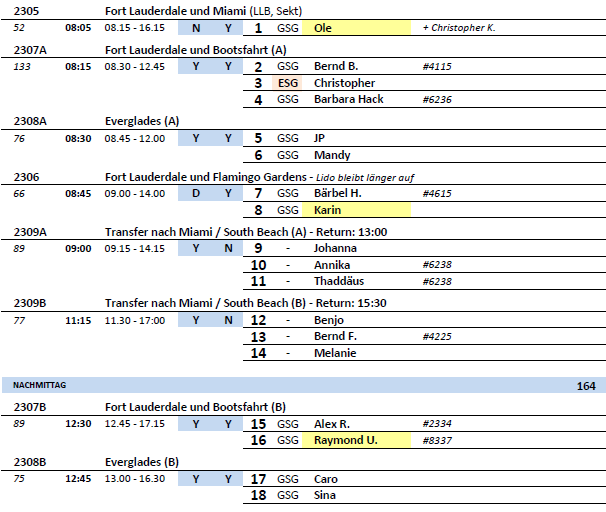 2305 Fort Lauderdale und Miami (LLB, Sekt)
52 08:05 08.15 - 16.15 N Y 1 GSG Ole + Christopher K.
2307A Fort Lauderdale und Bootsfahrt (A)
133 08:15 08.30 - 12.45 Y Y 2 GSG Bernd B. #4115
3 ESG Christopher
4 GSG Barbara Hack #6236
2308A Everglades (A)
76 08:30 08.45 - 12.00 Y Y 5 GSG JP
6 GSG Mandy
2306 Fort Lauderdale und Flamingo Gardens - Lido bleibt länger auf
66 08:45 09.00 - 14.00 D Y 7 GSG Bärbel H. #4615
8 GSG Karin
2309A Transfer nach Miami / South Beach (A) - Return: 13:00
89 09:00 09.15 - 14.15 Y N 9 - Johanna
10 - Annika #6238
11 - Thaddäus #6238
2309B Transfer nach Miami / South Beach (B) - Return: 15:30
77 11:15 11.30 - 17:00 Y N 12 - Benjo
13 - Bernd F. #4225
14 - Melanie
NACHMITTAG 164
2307B Fort Lauderdale und Bootsfahrt (B)
89 12:30 12.45 - 17.15 Y Y 15 GSG Alex R. #2334
16 GSG Raymond U. #8337
2308B Everglades (B)
75 12:45 13.00 - 16.30 Y Y 17 GSG Caro
18 GSG Sina